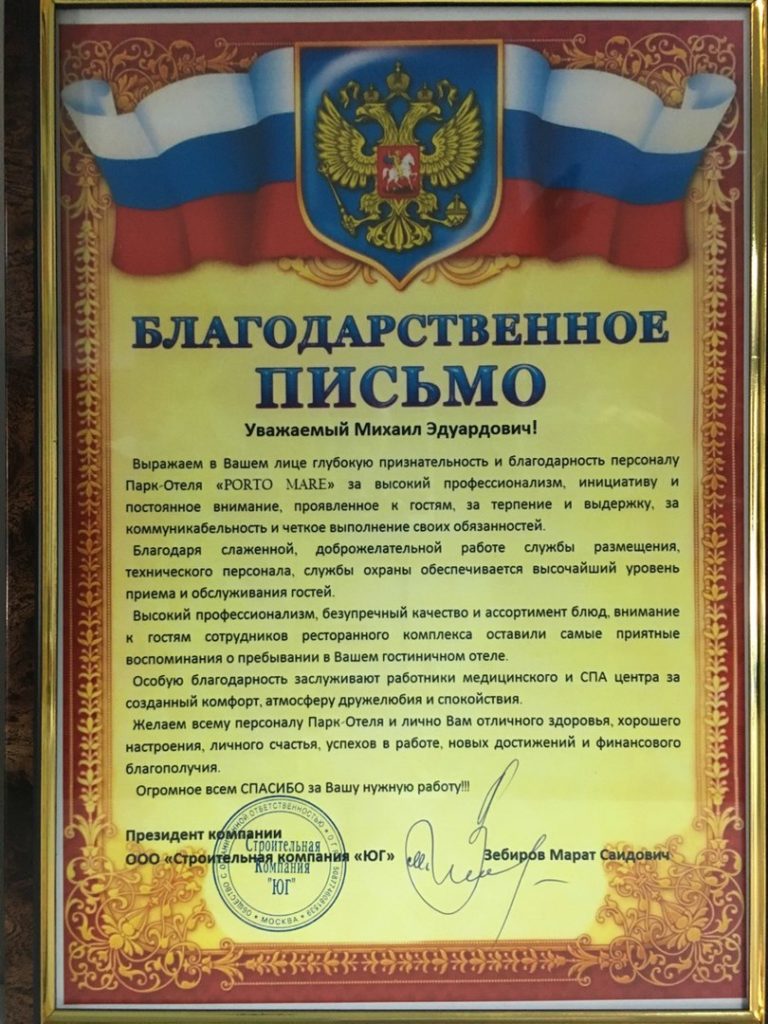 БЛАГОДАРСТВЕННОЕ
ПИСЬМО
Уважаемый Михаил Эдуардович!
Выражаем в Вашем лице глубокую признательность и благодарность персоналу
Парк-Отеля «PORTO MARE» за высокий профессионализм, инициативу и
постоянное внимание, проявленное к гостям, за терпение и выдержку, за
коммуникабельность и четкое выполнение своих обязанностей.
Благодаря слаженной, доброжелательной работе службы размещения,
технического персонала, службы охраны обеспечивается высочайший уровень
приема и обслуживания гостей.
Высокий профессионализм, безупречный качество и ассортимент блюд, внимание
к гостям сотрудников ресторанного комплекса оставили самые приятные
воспоминания о пребывании в Вашем гостиничном отеле.
Особую благодарность заслуживают работники медицинского и СПА центра за
созданный комфорт, атмосферу дружелюбия и спокойствия.
Желаем всему персоналу Парк-Отеля и лично Вам отличного здоровья, хорошего
настроения, личного счастья, успехов в работе, новых достижений и финансового
благополучия.
Огромное всем СПАСИБО за Вашу нужную работу!!!
Президент компании
ООО «Строительная компания «ЮГ» Зебиров Марат Саидович
ОБЩЕСТВО С ОГРАНИЧЕННОЙ ОТВЕТСТВЕННОСТЬЮ
Строительная
Компания
"ЮГ"
МОСКВА